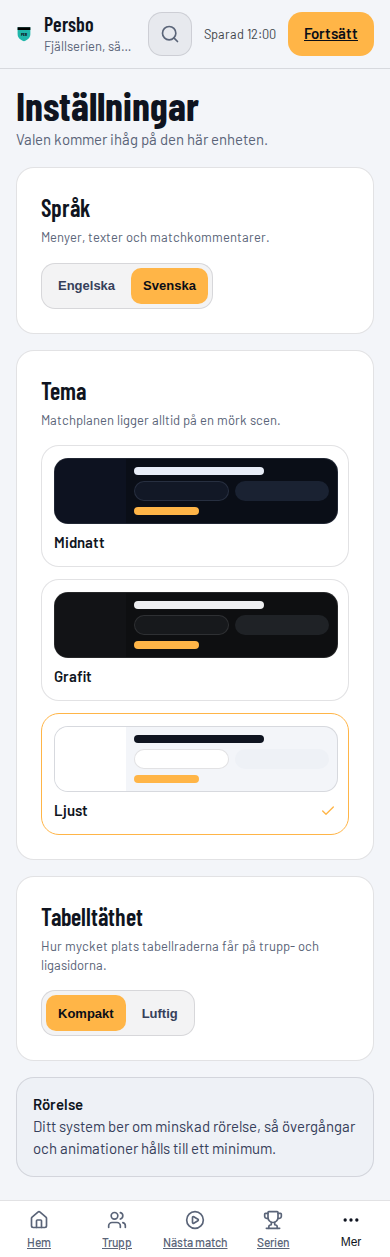 Persbo
Fjällserien, sä...
Sparad 12:00
Fortsätt
Inställningar
Valen kommer ihåg på den här enheten.
Språk
Menyer, texter och matchkommentarer.
Engelska
Svenska
Tema
Matchplanen ligger alltid på en mörk scen.
Midnatt
Grafit
Ljust
Tabelltäthet
Hur mycket plats tabellraderna får på trupp- och
ligasidorna.
Kompakt
Luftig
Rörelse
Ditt system ber om minskad rörelse, så övergångar
och animationer hålls till ett minimum.
Hem
Trupp
Nästa match
Serien
Mer